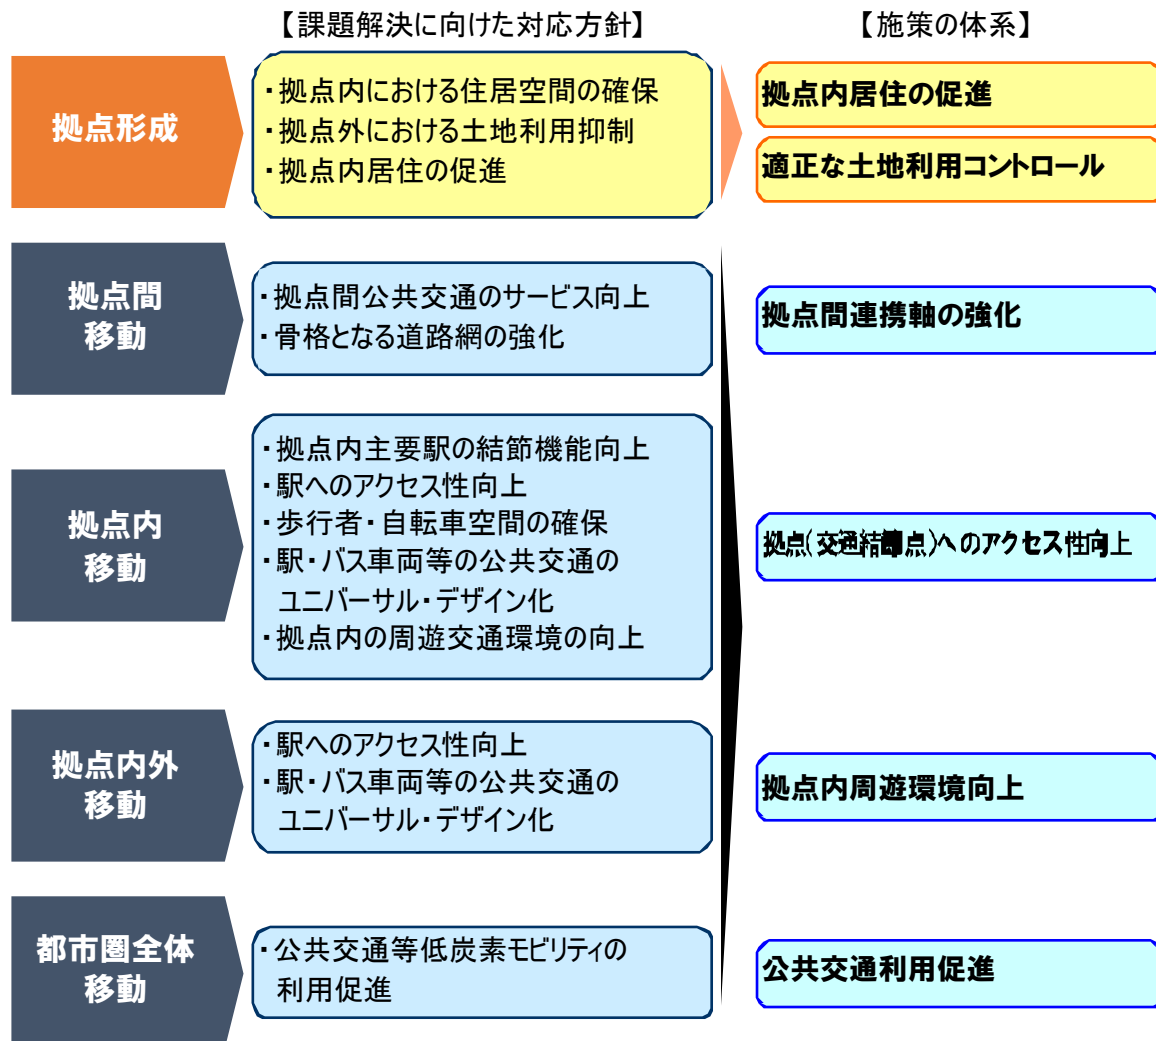 【課題解決に向けた対応方針】
【施策の体系】
拠点形成
・拠点内における住居空間の確保
・拠点外における土地利用抑制
・拠点内居住の促進
拠点内居住の促進
適正な土地利用コントロール
拠点間
移動
・拠点間公共交通のサービス向上
・骨格となる道路網の強化
拠点間連携軸の強化
拠点内
移動
・拠点内主要駅の結節機能向上
・駅へのアクセス性向上
・歩行者・自転車空間の確保
・駅・バス車両等の公共交通の
ユニバーサル・デザイン化
・拠点内の周遊交通環境の向上
拠点(交通結節点)へのアクセス性向上
拠点内外
移動
・駅へのアクセス性向上
・駅・バス車両等の公共交通の
ユニバーサル・デザイン化
拠点内周遊環境向上
都市圏全体
移動
・公共交通等低炭素モビリティの
利用促進
公共交通利用促進